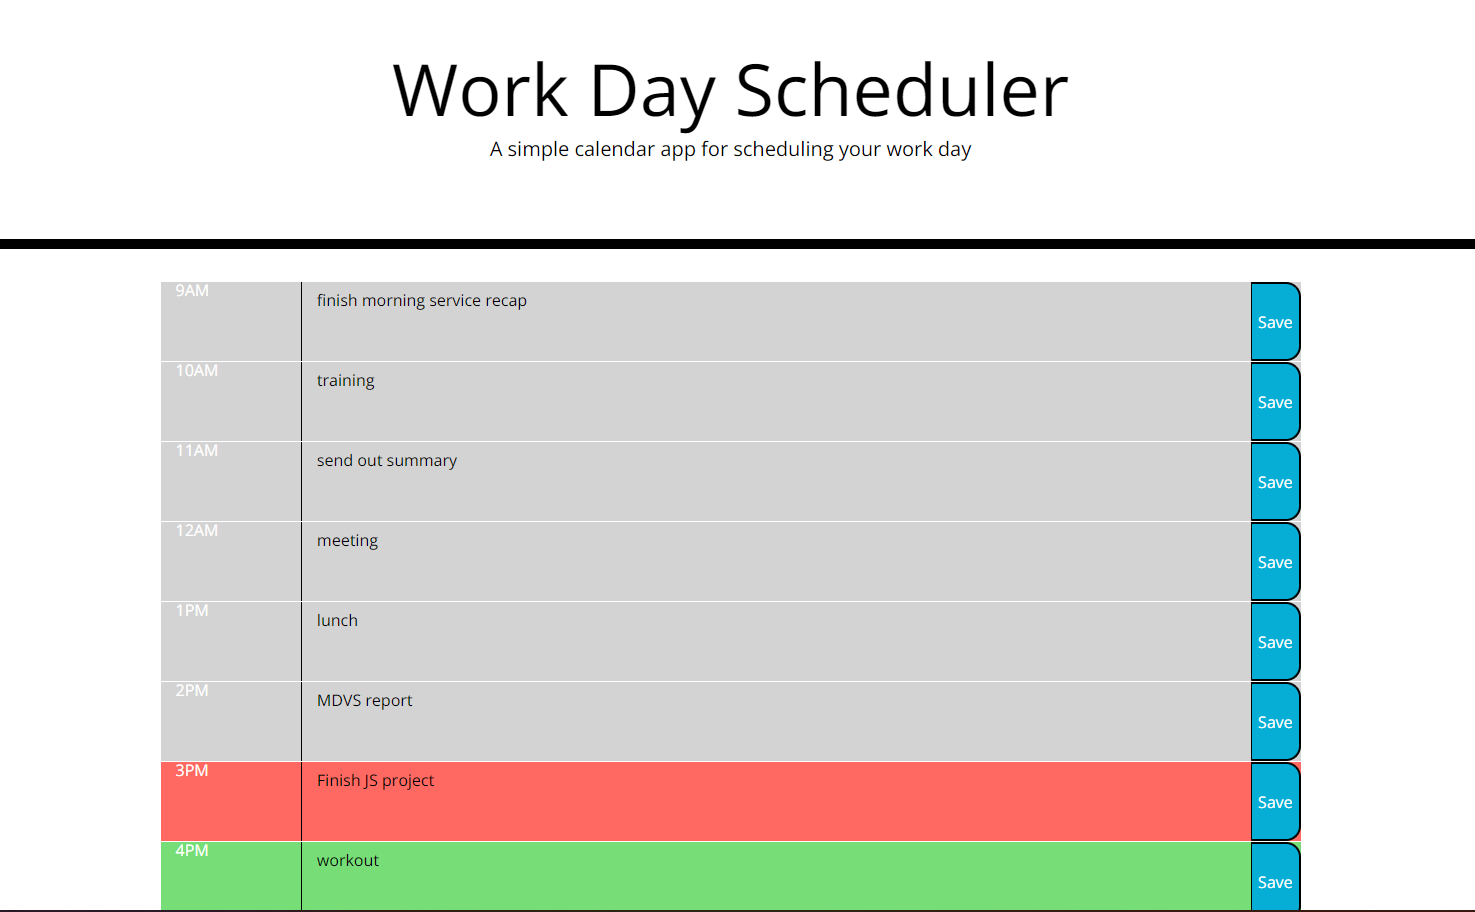 Work Day Scheduler
A simple calendar app for scheduling your work day
9AM finish morning service recap Save
10AM training Save
11AM send out summary Save
12AM meeting Save
1PM lunch Save
2PM MDVS report Save
3PM Finish JS project Save
4PM workout Save